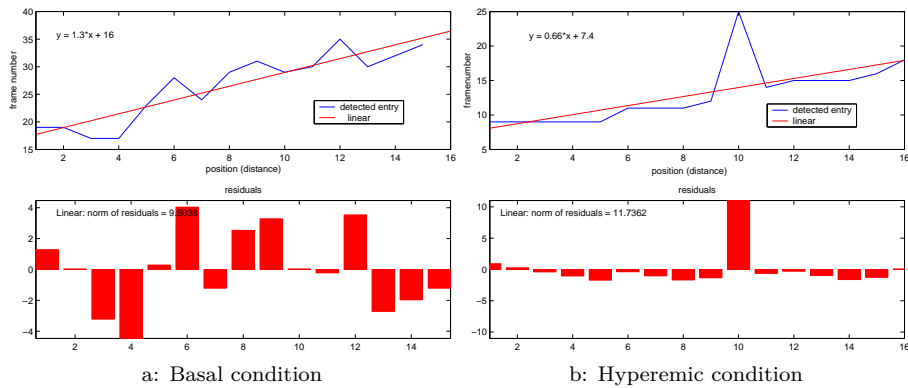 40
35
30
25
20
15
frame number
y = 1.3*x + 16
detected entry
linear
2 4 6 8 10 12 14 16
position (distance)
residuals
4
2
0
−2
−4
Linear: norm of residuals = 9.6038
2 4 6 8 10 12 14
a: Basal condition
25
20
15
10
5
framenumber
y = 0.66*x + 7.4
detected entry
linear
2 4 6 8 10 12 14 16
position (distance)
residuals
10
5
0
−5
−10
Linear: norm of residuals = 11.7362
2 4 6 8 10 12 14 16
b: Hyperemic condition